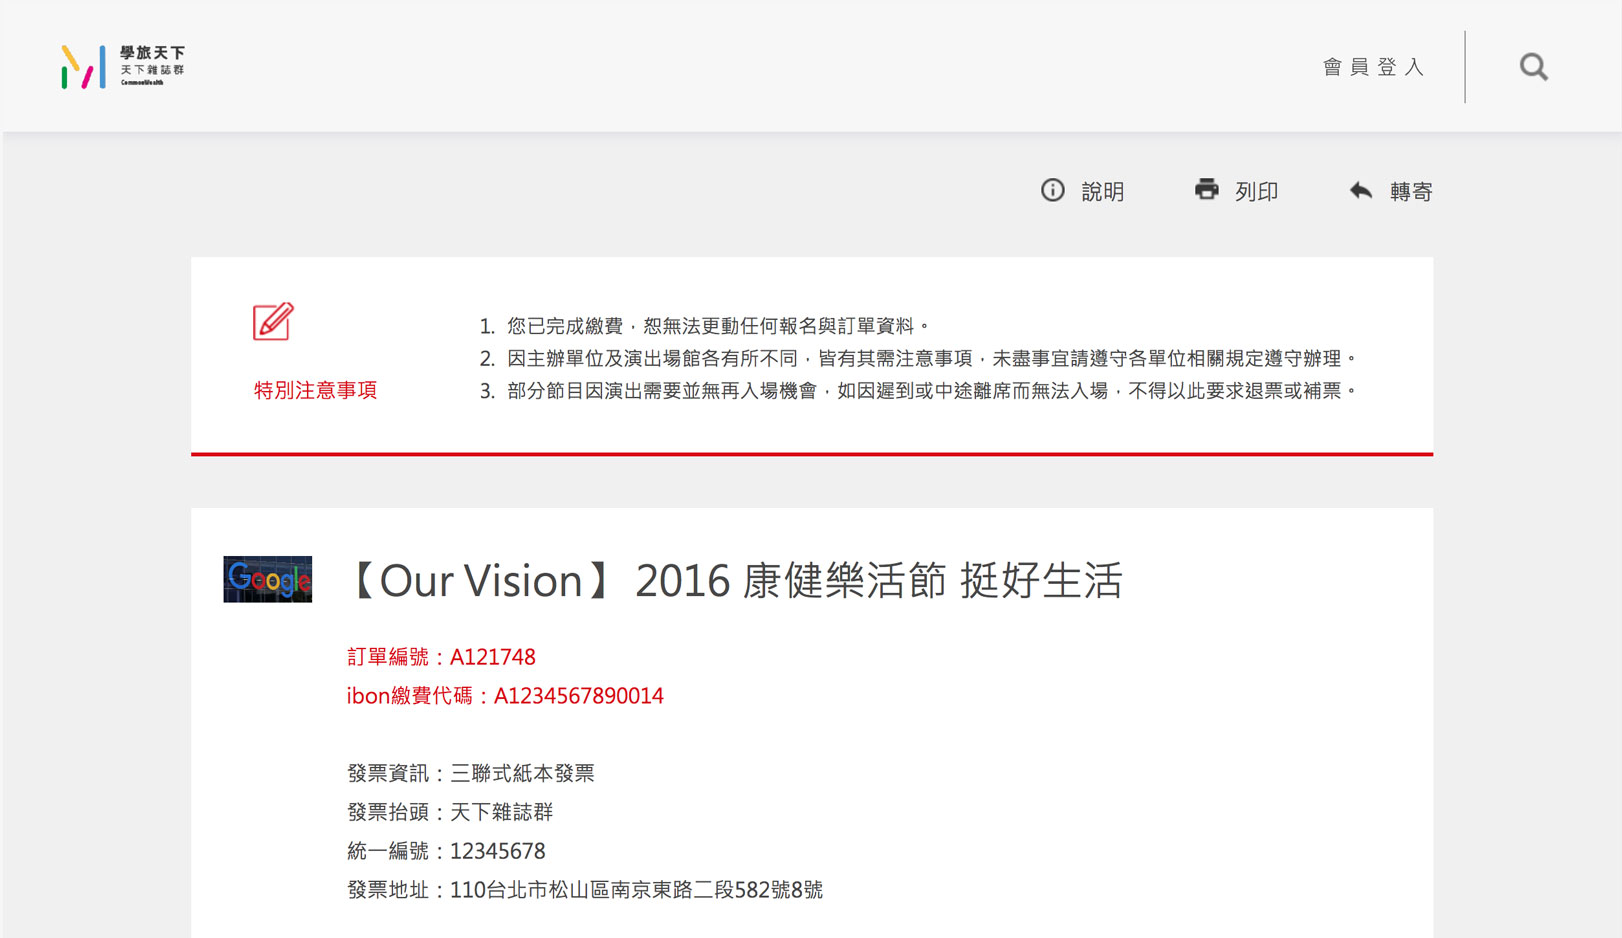 學旅天下
天下雜誌群
CommonWealth
會員登入
說明
列印
轉寄
特別注意事項
1. 您已完成繳費，恕無法更動任何報名與訂單資料。
2. 因主辦單位及演出場館各有所不同，皆有其需注意事項，未盡事宜請遵守各單位相關規定遵守辦理。
3. 部分節目因演出需要並無再入場機會，如因遲到或中途離席而無法入場，不得以此要求退票或補票。
Google
【Our Vision】 2016 康健樂活節 挺好生活
訂單編號：A121748
ibon繳費代碼：A1234567890014
發票資訊：三聯式紙本發票
發票抬頭：天下雜誌群
統一編號：12345678
發票地址：110台北市松山區南京東路二段582號8號